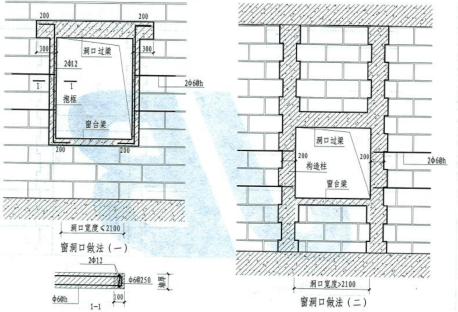 200
200
300
300
洞口过梁
2Φ12
1
1
2Φ6@h
抱框
窗台梁
200
200
洞口宽度≤2100
窗洞口做法（一）
2Φ12
Φ6@250
墙厚
Φ6@h
100
1-1
洞口过梁
200
200
构造柱
2Φ6@h
窗台梁
洞口宽度>2100
窗洞口做法（二）